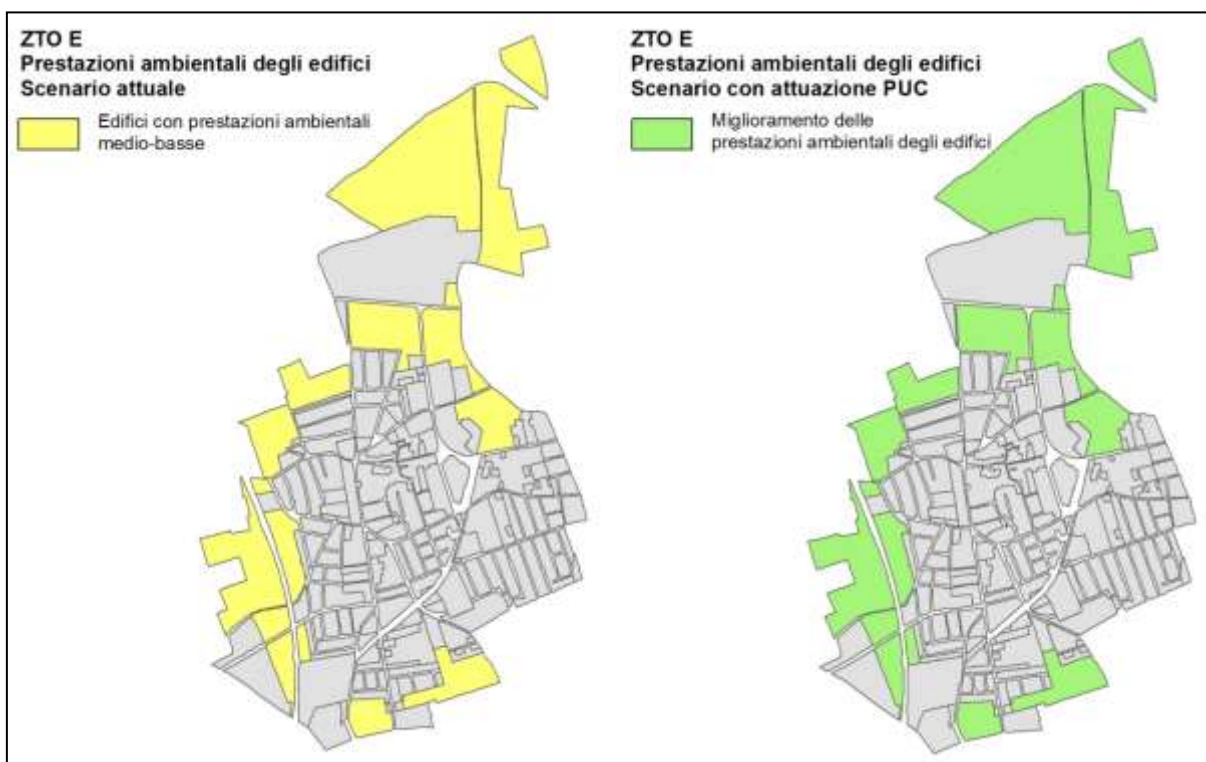 ZTO E
Prestazioni ambientali degli edifici
Scenario attuale
Edifici con prestazioni ambientali
medio-basse
ZTO E
Prestazioni ambientali degli edifici
Scenario con attuazione PUC
Miglioramento delle
prestazioni ambientali degli edifici